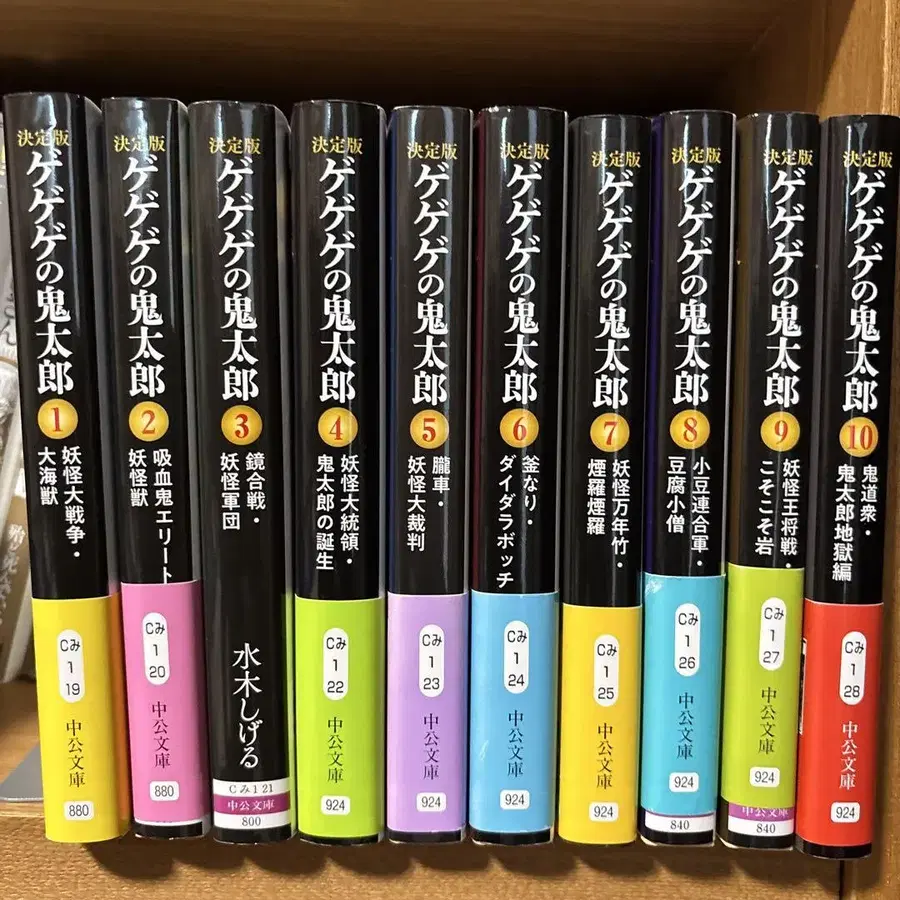 決定版
ゲゲゲの鬼太郎
1
妖怪大戦争・
大海獣
Cみ
1
19
中公文庫
880
決定版
ゲゲゲの鬼太郎
2
吸血鬼エリート
妖怪獣
Cみ
1
20
中公文庫
880
決定版
ゲゲゲの鬼太郎
3
鏡合戦・
妖怪軍団
水木しげる
Cみ1 21
中公文庫
800
決定版
ゲゲゲの鬼太郎
4
妖怪大統領・
鬼太郎の誕生
Cみ
1
22
中公文庫
924
決定版
ゲゲゲの鬼太郎
5
朧車・
妖怪大裁判
Cみ
1
23
中公文庫
924
決定版
ゲゲゲの鬼太郎
6
釜なり・
ダイダラボッチ
Cみ
1
24
中公文庫
924
決定版
ゲゲゲの鬼太郎
7
妖怪万年竹・
煙羅煙羅
Cみ
1
25
中公文庫
924
決定版
ゲゲゲの鬼太郎
8
小豆連合軍・
豆腐小僧
Cみ
1
26
中公文庫
924
840
決定版
ゲゲゲの鬼太郎
9
妖怪王将戦・
こそこそ岩
Cみ
1
27
中公文庫
924
中公文庫
840
決定版
ゲゲゲの鬼太郎
10
鬼道衆・
鬼太郎地獄編
Cみ
1
28
中公文庫
924